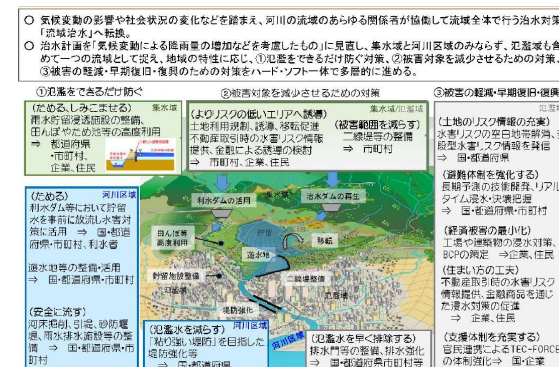 ○ 気候変動の影響や社会状況の変化などを踏まえ、河川の流域のあらゆる関係者が協働して流域全体で行う治水対策、
「流域治水」へ転換。
○ 治水計画を「気候変動による降雨量の増加などを考慮したもの」に見直し、集水域と河川区域のみならず、氾濫域も含
めて一つの流域として捉え、地域の特性に応じ、①氾濫をできるだけ防ぐ対策、②被害対象を減少させるための対策、
③被害の軽減・早期復旧・復興のための対策をハード・ソフト一体で多層的に進める。
①氾濫をできるだけ防ぐ
(ためる、しみこませる)
集水域
雨水貯留浸透施設の整備、
田んぼやため池等の高度利用
⇒ 都道府県
・市町村、
企業、住民
(ためる)
河川区域
利水ダム等において貯留
水を事前に放流し水害対
策に活用 ⇒ 国・都道
府県・市町村、利水者
遊水地等の整備・活用
⇒ 国・都道府県・市町村
(安全に流す)
河床掘削、引堤、砂防堰
堤、雨水排水施設等の整
備 ⇒ 国・都道府県・市
町村
②被害対象を減少させるための対策
集水域/氾濫域
(よりリスクの低いエリアへ誘導)
土地利用規制、誘導、移転促進
不動産取引時の水害リスク情報
提供、金融による誘導の検討
⇒ 市町村、企業、住民
(被害範囲を減らす)
二線堤等の整備
⇒ 市町村
利水ダムの活用
集水域
治水ダムの再生
田んぼ等
高度利用
貯留
遊水地
移転
貯留施設整備
二線堤整備
氾濫域
氾濫域
堤防強化
河川区域
(氾濫水を減らす)
河川区域
「粘り強い堤防」を目指した
堤防強化等
⇒ 国・都道府県
(氾濫水を早く排除する)
排水門等の整備、排水強化
⇒ 国・都道府県市町村等
③被害の軽減・早期復旧・復興
氾濫
(土地のリスク情報の充実)
水害リスクの空白地帯解消、
段型水害リスク情報を発信
⇒ 国・都道府県
(避難体制を強化する)
長期予測の技術開発、リアル
タイム浸水・決壊把握
⇒ 国・都道府県・市町村
(経済被害の最小化)
工場や建築物の浸水対策、
BCPの策定 ⇒企業、住民
(住まい方の工夫)
不動産取引時の水害リスク
情報提供、金融商品を通じ
た浸水対策の促進
⇒ 企業、住民
(支援体制を充実する)
官民連携によるTEC-FORCE
の体制強化⇒ 国・企業